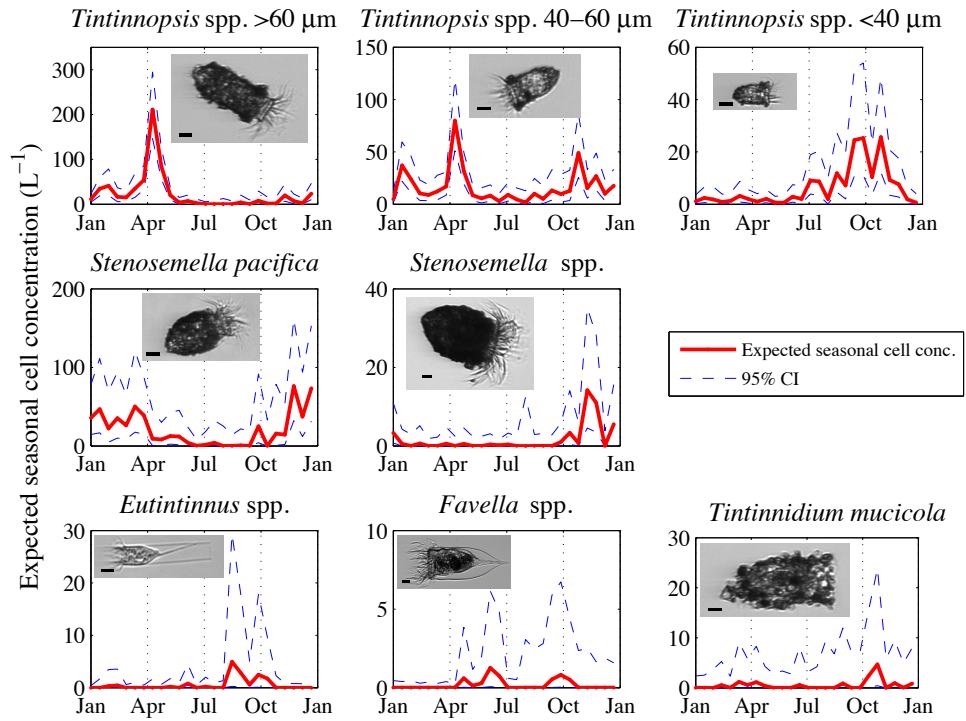 Expected seasonal cell concentration (L⁻¹)
Tintinnopsis spp. >60 μm
300
200
100
0
Jan Apr Jul Oct Jan
Tintinnopsis spp. 40–60 μm
150
100
50
0
Jan Apr Jul Oct Jan
Tintinnopsis spp. <40 μm
60
40
20
0
Jan Apr Jul Oct Jan
Stenosemella pacifica
200
100
0
Jan Apr Jul Oct Jan
Stenosemella spp.
40
20
0
Jan Apr Jul Oct Jan
Expected seasonal cell conc.
95% CI
Eutintinnus spp.
30
20
10
0
Jan Apr Jul Oct Jan
Favella spp.
10
5
0
Jan Apr Jul Oct Jan
Tintinnidium mucicola
30
20
10
0
Jan Apr Jul Oct Jan